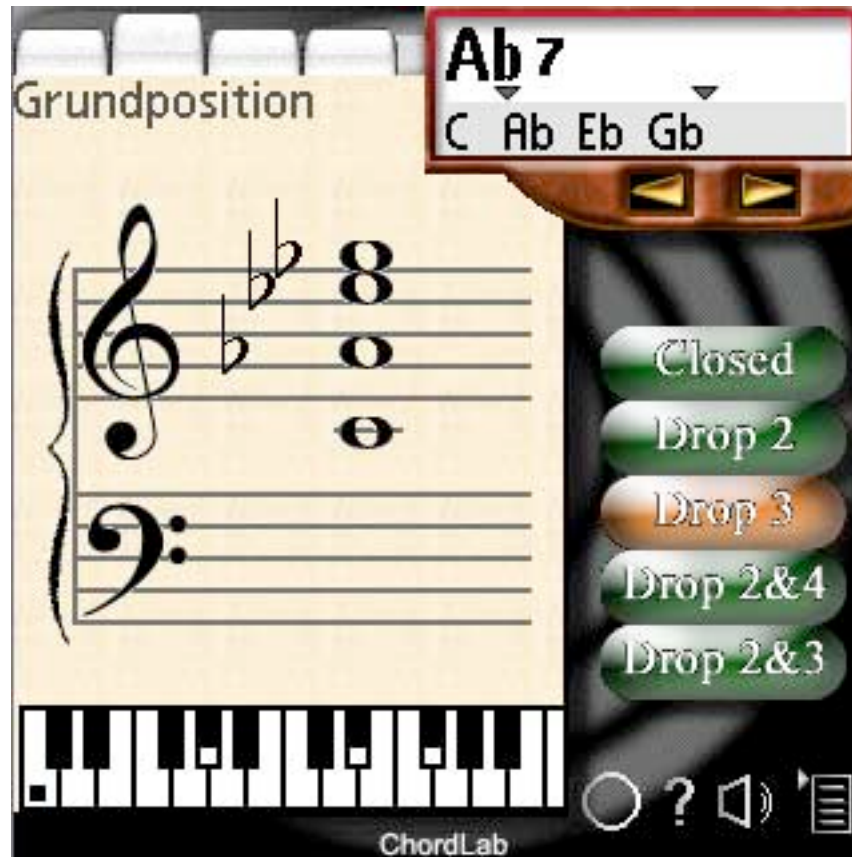 Ab 7
C Ab Eb Gb
Grundposition
Closed
Drop 2
Drop 3
Drop 2&4
Drop 2&3
?
ChordLab